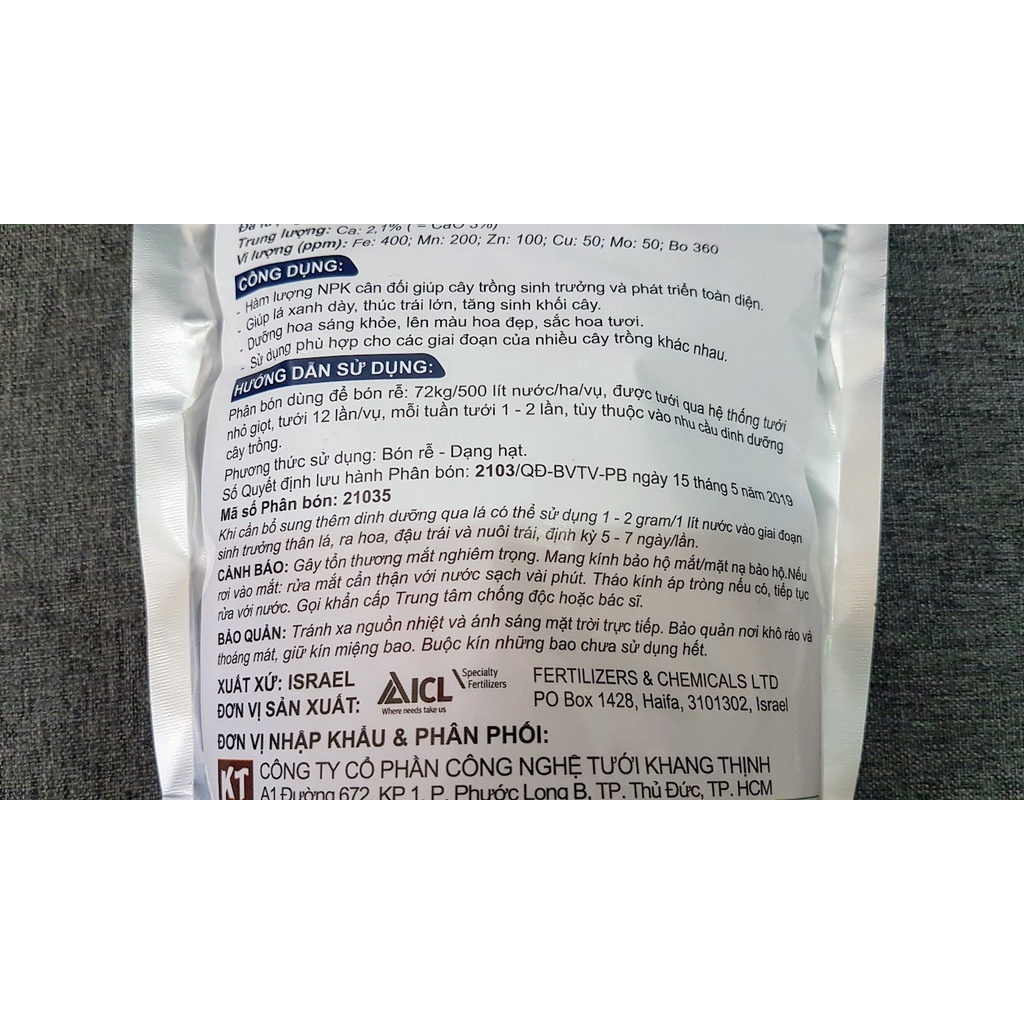 Trung lượng: Ca: 2,1% ( = CaO 3%)
Vi lượng (ppm): Fe: 400; Mn: 200; Zn: 100; Cu: 50; Mo: 50; Bo 360
CÔNG DỤNG:
- Hàm lượng NPK cân đối giúp cây trồng sinh trưởng và phát triển toàn diện.
- Giúp lá xanh dày, thúc trái lớn, tăng sinh khối cây.
- Dưỡng hoa sáng khỏe, lên màu hoa đẹp, sắc hoa tươi.
- Sử dụng phù hợp cho các giai đoạn của nhiều cây trồng khác nhau.
HƯỚNG DẪN SỬ DỤNG:
Phân bón dùng để bón rễ: 72kg/500 lít nước/ha/vụ, được tưới qua hệ thống tưới
nhỏ giọt, tưới 12 lần/vụ, mỗi tuần tưới 1 - 2 lần, tùy thuộc vào nhu cầu dinh dưỡng
cây trồng.
Phương thức sử dụng: Bón rễ - Dạng hạt.
Số Quyết định lưu hành Phân bón: 2103/QĐ-BVTV-PB ngày 15 tháng 5 năm 2019
Mã số Phân bón: 21035
Khi cần bổ sung thêm dinh dưỡng qua lá có thể sử dụng 1 - 2 gram/1 lít nước vào giai đoạn
sinh trưởng thân lá, ra hoa, đậu trái và nuôi trái, định kỳ 5 - 7 ngày/lần.
CẢNH BÁO: Gây tổn thương mắt nghiêm trọng. Mang kính bảo hộ mắt/mặt nạ bảo hộ.Nếu
rơi vào mắt: rửa mắt cẩn thận với nước sạch vài phút. Tháo kính áp tròng nếu có, tiếp tục
rửa với nước. Gọi khẩn cấp Trung tâm chống độc hoặc bác sĩ.
BẢO QUẢN: Tránh xa nguồn nhiệt và ánh sáng mặt trời trực tiếp. Bảo quản nơi khô ráo và
thoáng mát, giữ kín miệng bao. Buộc kín những bao chưa sử dụng hết.
XUẤT XỨ: ISRAEL
ĐƠN VỊ SẢN XUẤT:
ICL Specialty Fertilizers
Where needs take us
FERTILIZERS & CHEMICALS LTD
PO Box 1428, Haifa, 3101302, Israel
ĐƠN VỊ NHẬP KHẨU & PHÂN PHỐI:
KT
CÔNG TY CỔ PHẦN CÔNG NGHỆ TƯỚI KHANG THỊNH
A1 Đường 672, KP 1, P. Phước Long B, TP. Thủ Đức, TP. HCM